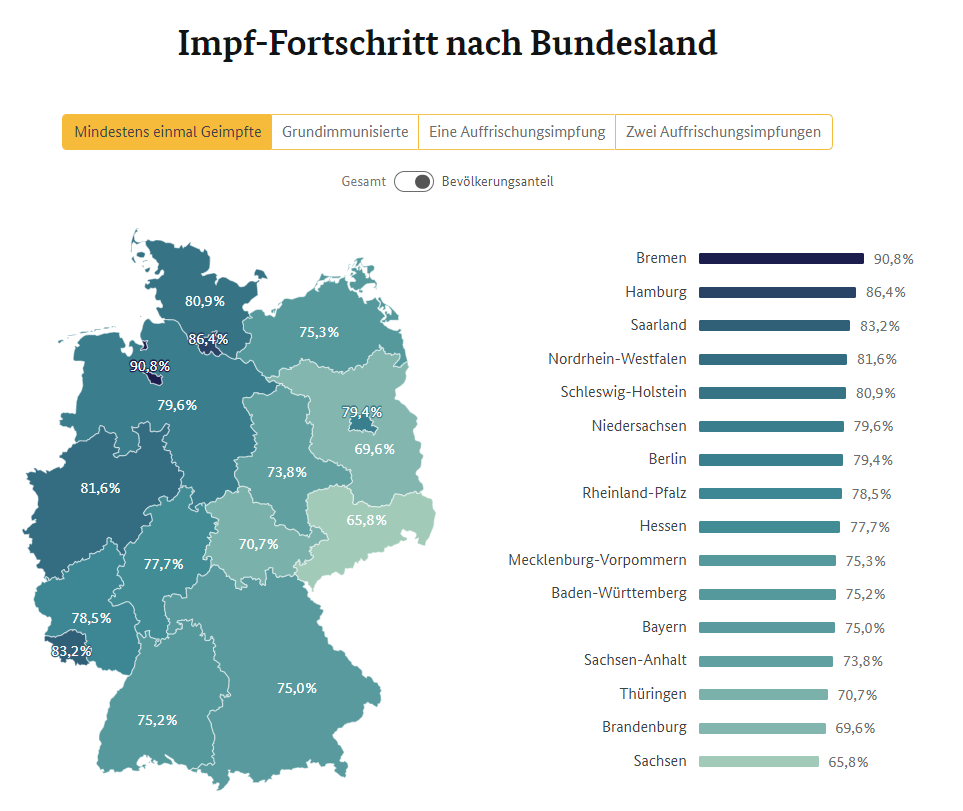 Impf-Fortschritt nach Bundesland
Mindestens einmal Geimpfte
Grundimmunisierte
Eine Auffrischungsimpfung
Zwei Auffrischungsimpfungen
Gesamt
Bevölkerungsanteil
80,9%
86,4%
75,3%
90,8%
79,6%
79,4%
69,6%
73,8%
81,6%
65,8%
70,7%
77,7%
78,5%
83,2%
75,0%
75,2%
Bremen 90,8%
Hamburg 86,4%
Saarland 83,2%
Nordrhein-Westfalen 81,6%
Schleswig-Holstein 80,9%
Niedersachsen 79,6%
Berlin 79,4%
Rheinland-Pfalz 78,5%
Hessen 77,7%
Mecklenburg-Vorpommern 75,3%
Baden-Württemberg 75,2%
Bayern 75,0%
Sachsen-Anhalt 73,8%
Thüringen 70,7%
Brandenburg 69,6%
Sachsen 65,8%